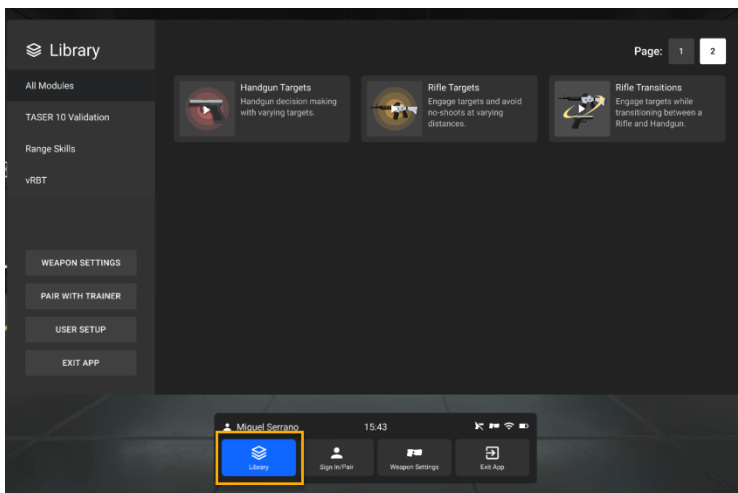 Library
Page: 1 2
All Modules
TASER 10 Validation
Range Skills
vRBT
Handgun Targets
Handgun decision making
with varying targets.
Rifle Targets
Engage targets and avoid
no-shoots at varying
distances.
Rifle Transitions
Engage targets while
transitioning between a
Rifle and Handgun.
WEAPON SETTINGS
PAIR WITH TRAINER
USER SETUP
EXIT APP
Miguel Serrano 15:43
Library
Sign In/Pair
Weapon Settings
Exit App